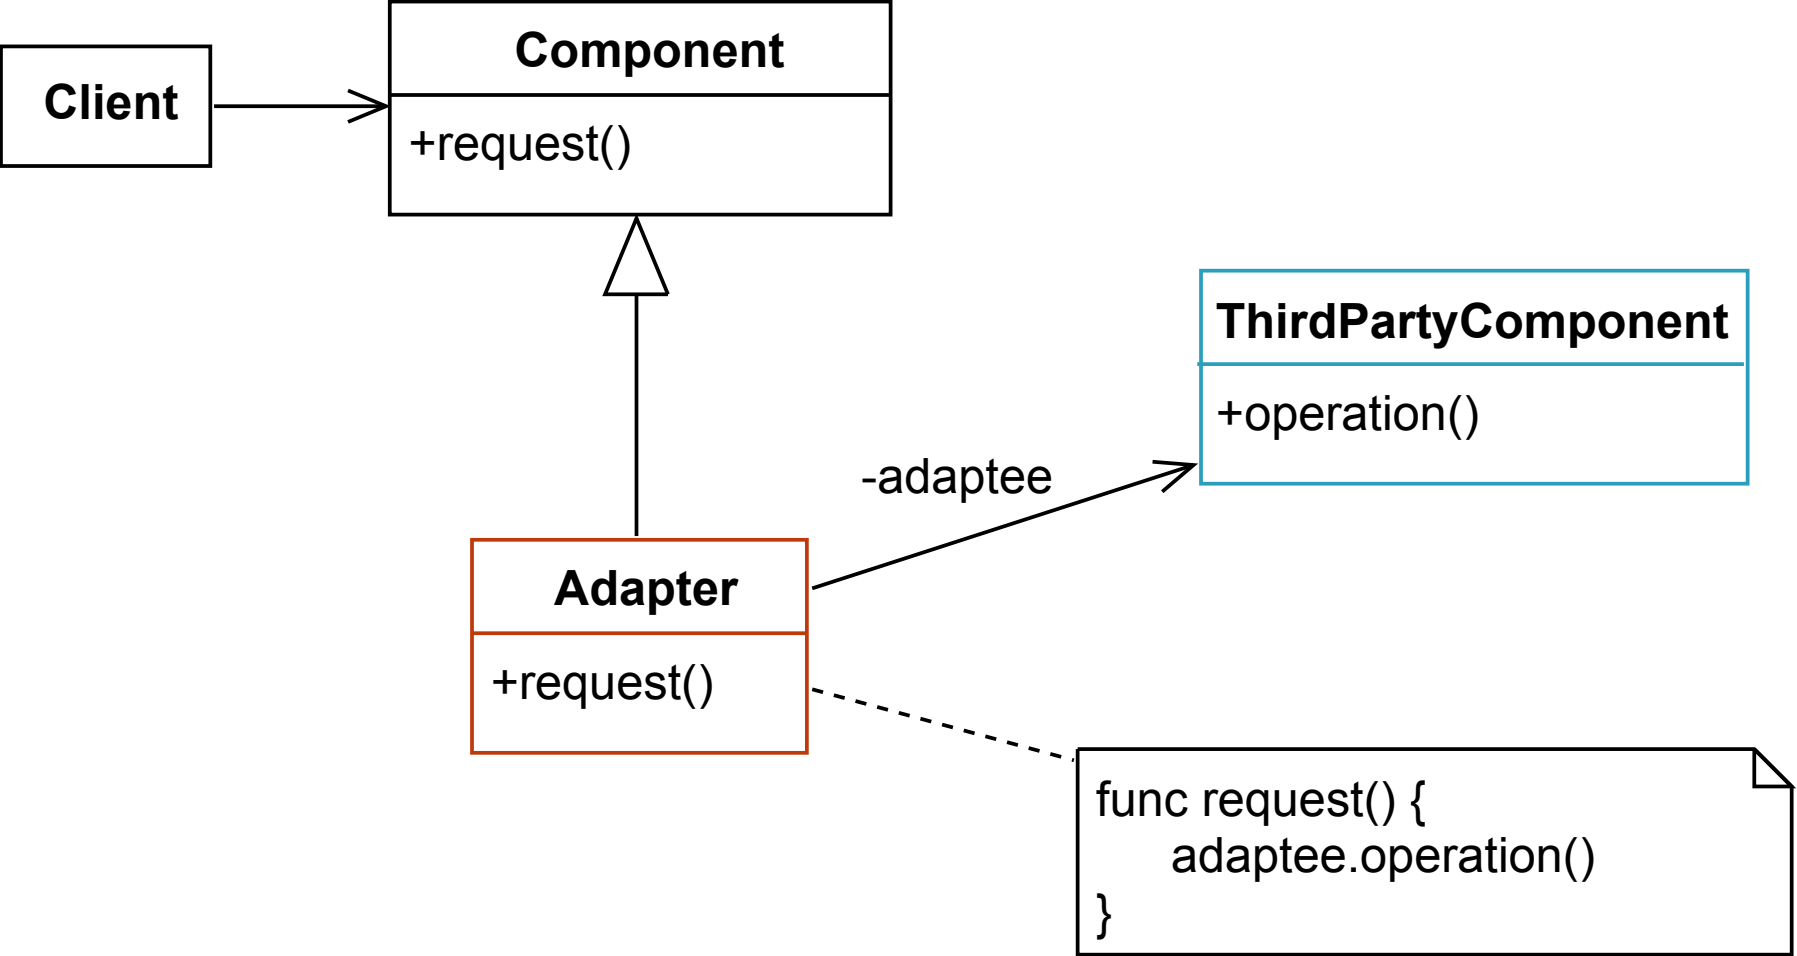 Component
Client
+request()
ThirdPartyComponent
+operation()
-adaptee
Adapter
+request()
func request() {
adaptee.operation()
}